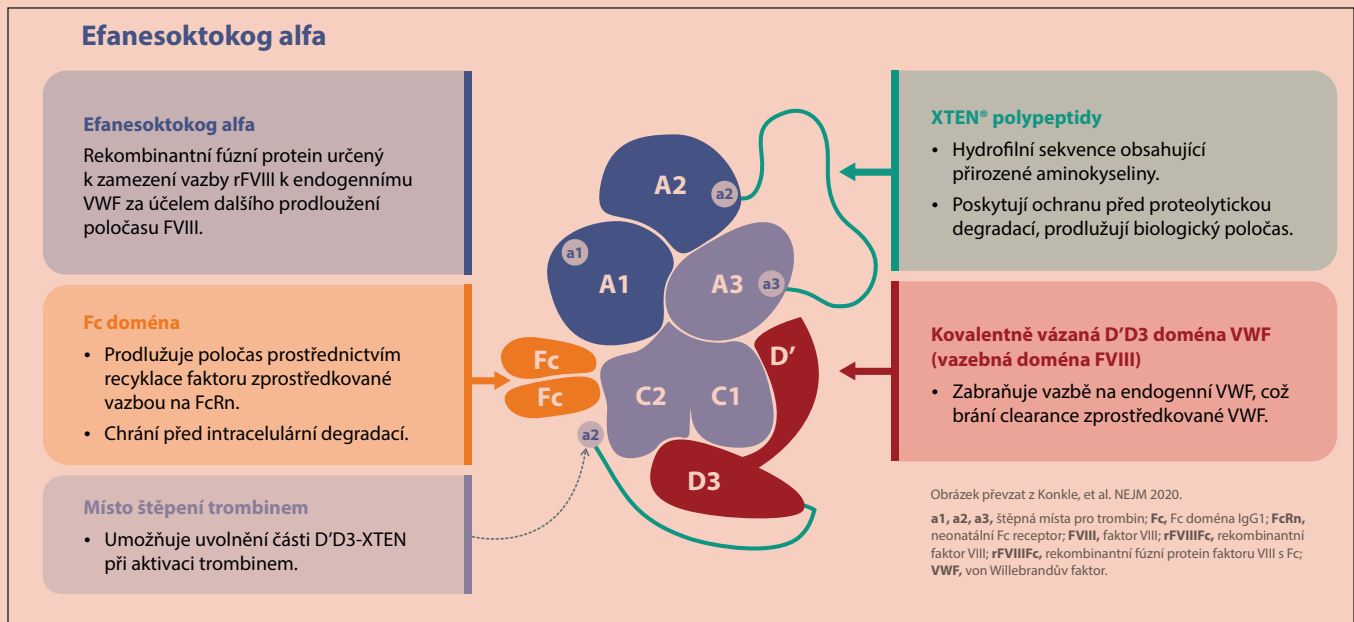 Efanesoktokog alfa
Efanesoktokog alfa
Rekombinantní fúzní protein určený
k zamezení vazby rFVIII k endogennímu
VWF za účelem dalšího prodloužení
poločasu FVIII.
Fc doména
• Prodlužuje poločas prostřednictvím
recyklace faktoru zprostředkované
vazbou na FcRn.
• Chrání před intracelulární degradací.
Místo štěpení trombinem
• Umožňuje uvolnění části D'D3-XTEN
při aktivaci trombinem.
A2
a2
a1
A1
A3
a3
Fc
Fc
C2
C1
D'
a2
D3
XTEN® polypeptidy
• Hydrofilní sekvence obsahující
přirozené aminokyseliny.
• Poskytují ochranu před proteolytickou
degradací, prodlužují biologický poločas.
Kovalentně vázaná D'D3 doména VWF
(vazebná doména FVIII)
• Zabraňuje vazbě na endogenní VWF, což
brání clearance zprostředkované VWF.
Obrázek převzat z Konkle, et al. NEJM 2020.
a1, a2, a3, štěpná místa pro trombin; Fc, Fc doména IgG1; FcRn,
neonatální Fc receptor; FVIII, faktor VIII; rFVIIIFc, rekombinantní
faktor VIII; rFVIIIFc, rekombinantní fúzní protein faktoru VIII s Fc;
VWF, von Willebrandův faktor.